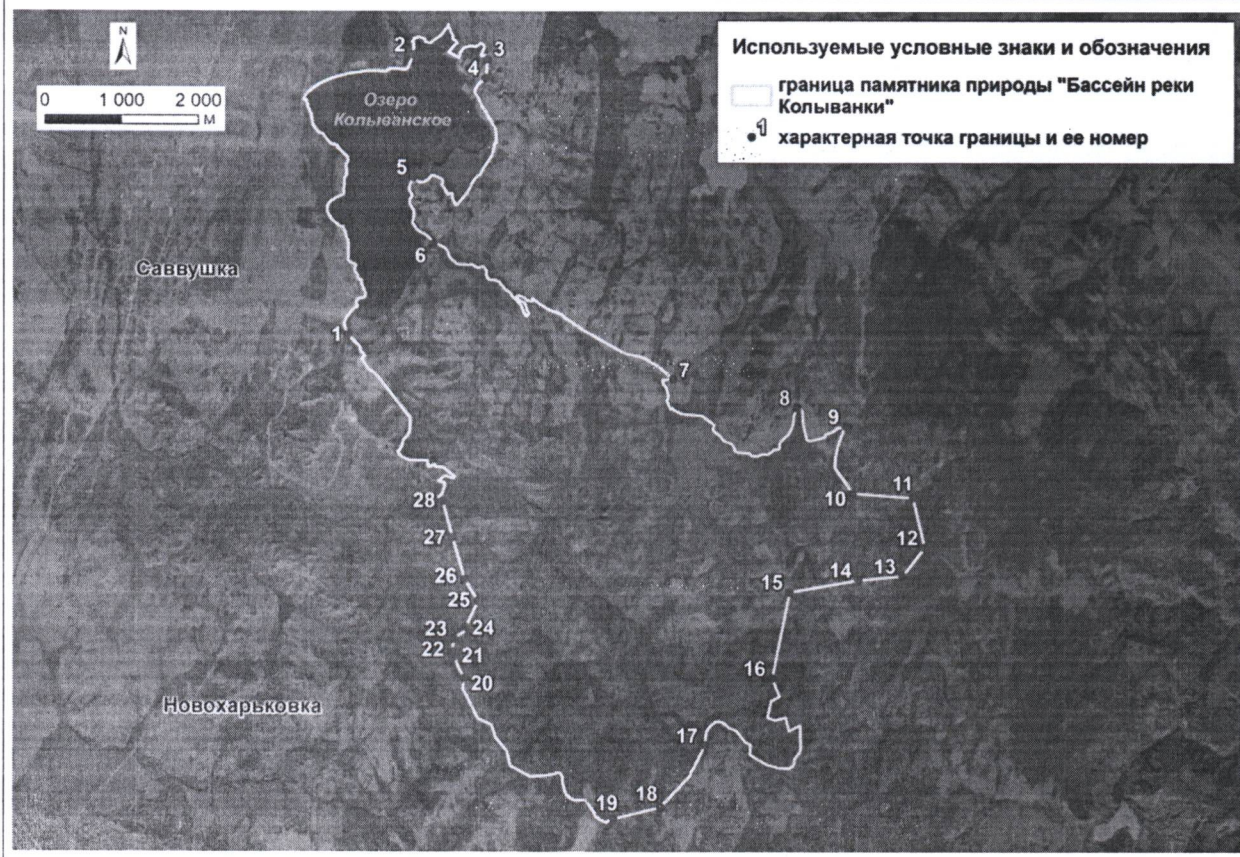 N
0 1 000 2 000
М
Используемые условные знаки и обозначения
граница памятника природы "Бассейн реки
Колыванки"
1 характерная точка границы и ее номер
Озеро
Колыванское
Саввушка
Новохарьковка
1
2
3
4
5
6
7
8
9
10
11
12
13
14
15
16
17
18
19
20
21
22
23
24
25
26
27
28